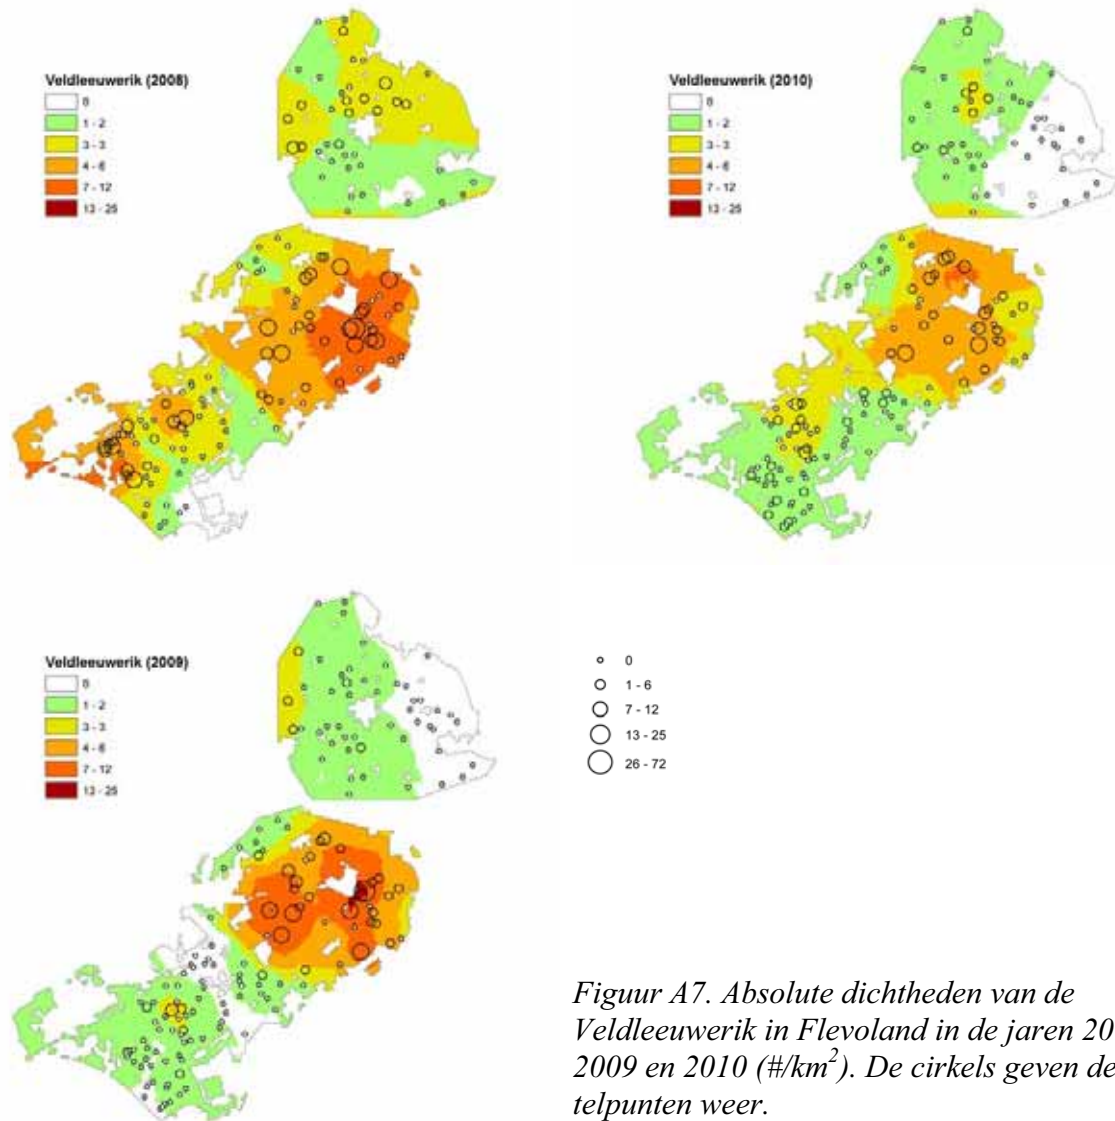 Veldleeuwerik (2008)
0
1 - 2
3 - 3
4 - 6
7 - 12
13 - 25
Veldleeuwerik (2010)
0
1 - 2
3 - 3
4 - 6
7 - 12
13 - 25
Veldleeuwerik (2009)
0
1 - 2
3 - 3
4 - 6
7 - 12
13 - 25
0
1 - 6
7 - 12
13 - 25
26 - 72
Figuur A7. Absolute dichtheden van de
Veldleeuwerik in Flevoland in de jaren 20
2009 en 2010 (#/km²). De cirkels geven de
telpunten weer.